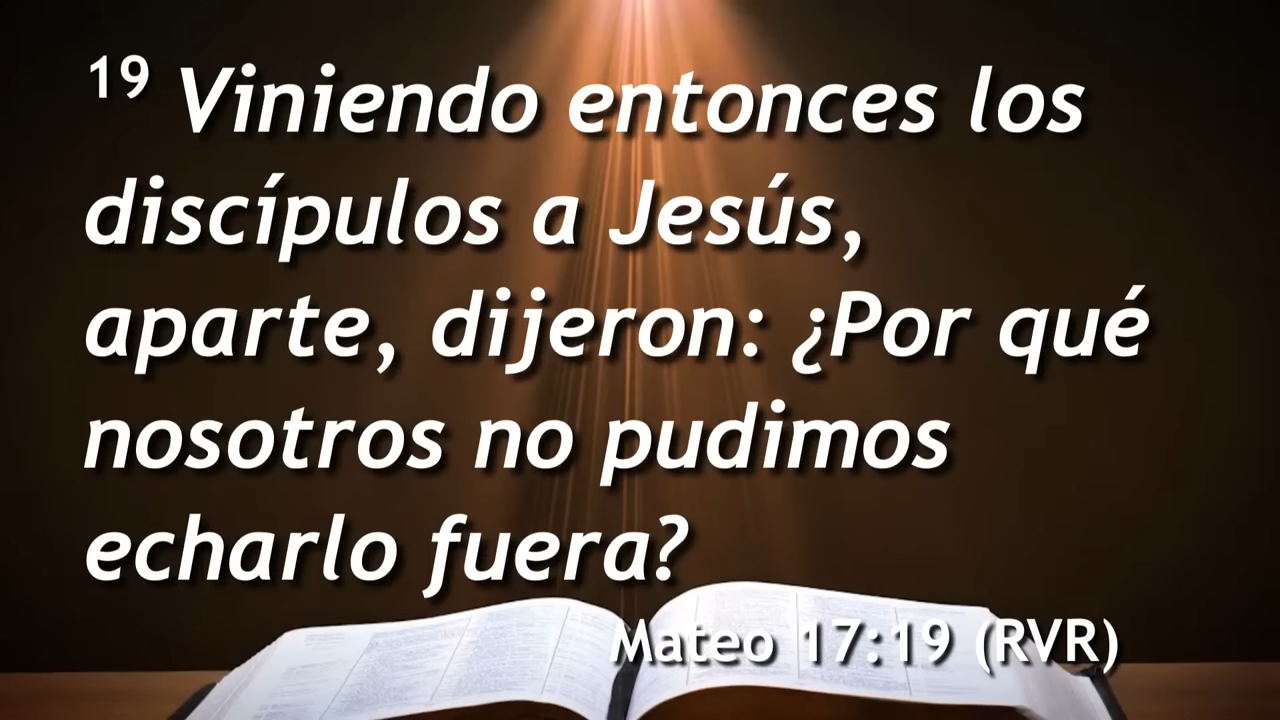 19 Viniendo entonces los
discípulos a Jesús,
aparte, dijeron: ¿Por qué
nosotros no pudimos
echarlo fuera?
Mateo 17:19 (RVR)